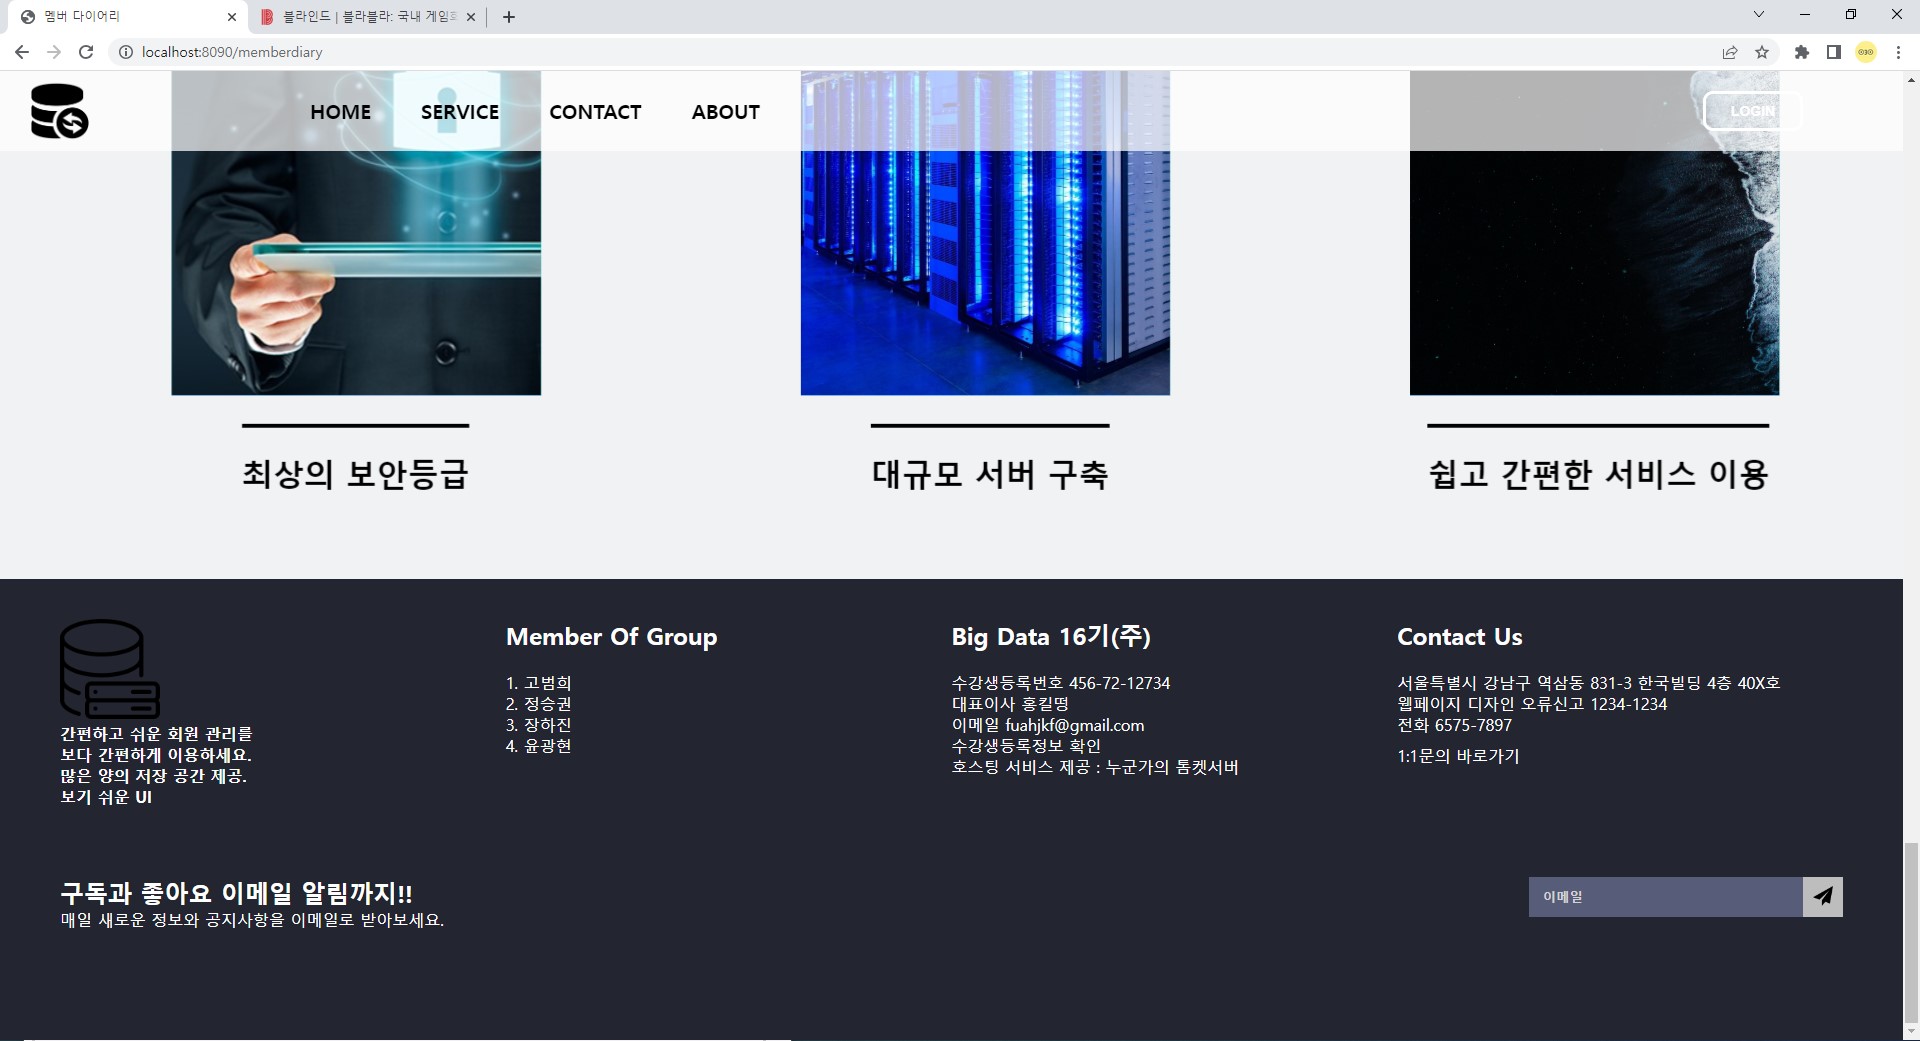 멤버 다이어리
블라인드 | 블라블라: 국내 게임회
localhost:8090/memberdiary
HOME
SERVICE
CONTACT
ABOUT
LOGIN
최상의 보안등급
대규모 서버 구축
쉽고 간편한 서비스 이용
간편하고 쉬운 회원 관리를
보다 간편하게 이용하세요.
많은 양의 저장 공간 제공.
보기 쉬운 UI
Member Of Group
1. 고범희
2. 정승권
3. 장하진
4. 윤광현
Big Data 16기(주)
수강생등록번호 456-72-12734
대표이사 홍킬명
이메일 fuahjkf@gmail.com
수강생등록정보 확인
호스팅 서비스 제공 : 누군가의 톰켓서버
Contact Us
서울특별시 강남구 역삼동 831-3 한국빌딩 4층 40X호
웹페이지 디자인 오류신고 1234-1234
전화 6575-7897
1:1문의 바로가기
구독과 좋아요 이메일 알림까지!!
매일 새로운 정보와 공지사항을 이메일로 받아보세요.
이메일